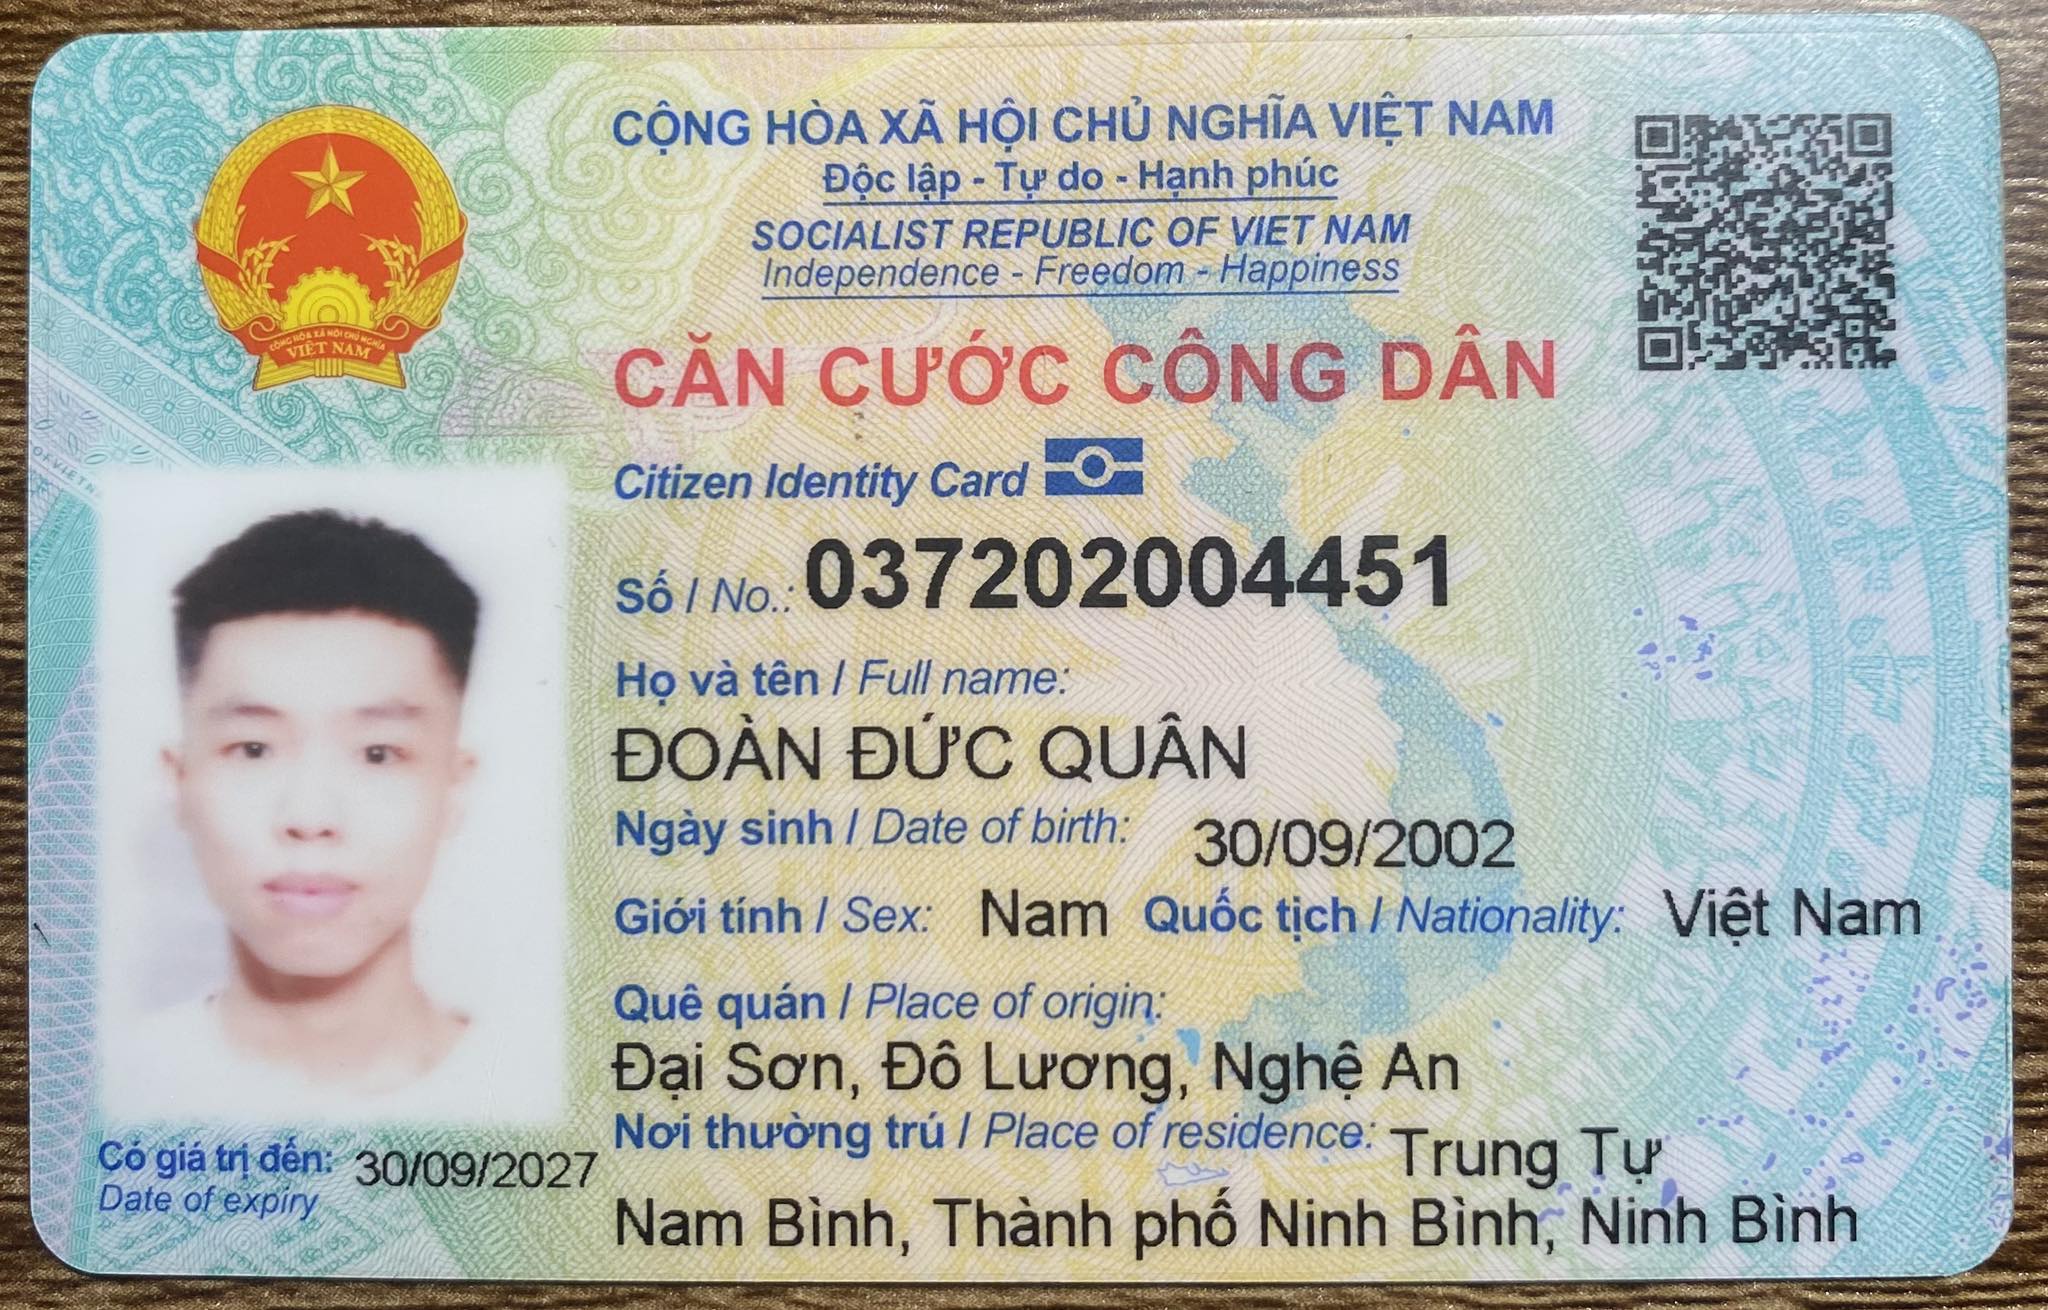 CỘNG HÒA XÃ HỘI CHỦ NGHĨA VIỆT NAM
Độc lập - Tự do - Hạnh phúc
SOCIALIST REPUBLIC OF VIET NAM
Independence - Freedom - Happiness
CỘNG HÒA XÃ HỘI CHỦ NGHĨA
VIỆT NAM
CĂN CƯỚC CÔNG DÂN
Citizen Identity Card
Số / No.: 037202004451
Họ và tên / Full name:
ĐOÀN ĐỨC QUÂN
Ngày sinh / Date of birth: 30/09/2002
Giới tính / Sex: Nam Quốc tịch / Nationality: Việt Nam
Quê quán / Place of origin:
Đại Sơn, Đô Lương, Nghệ An
Nơi thường trú / Place of residence: Trung Tự
Nam Bình, Thành phố Ninh Bình, Ninh Bình
Có giá trị đến: 30/09/2027
Date of expiry